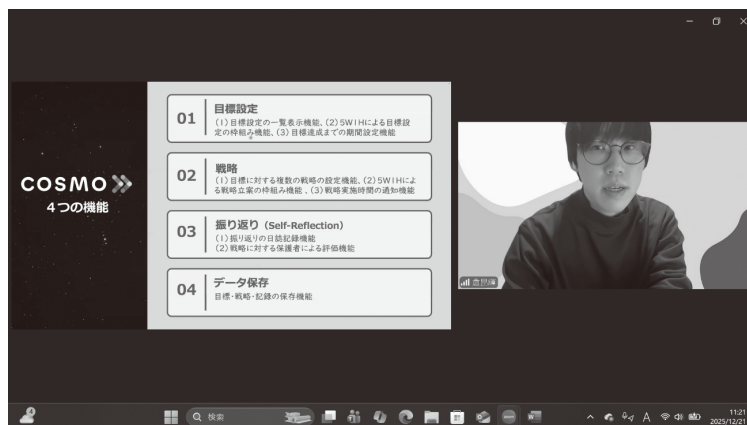 COSMO
4つの機能
01
目標設定
(1)目標設定の一覧表示機能、(2)5W1Hによる目標設
定の枠組み機能、(3)目標達成までの期間設定機能
02
戦略
(1)目標に対する複数の戦略の設定機能、(2)5W1Hによ
る戦略立案の枠組み機能、(3)戦略実施時間の通知機能
03
振り返り (Self-Reflection)
(1)振り返りの日誌記録機能
(2)戦略に対する保護者による評価機能
04
データ保存
目標・戦略・記録の保存機能
検索
A
11:21
2025/12/21